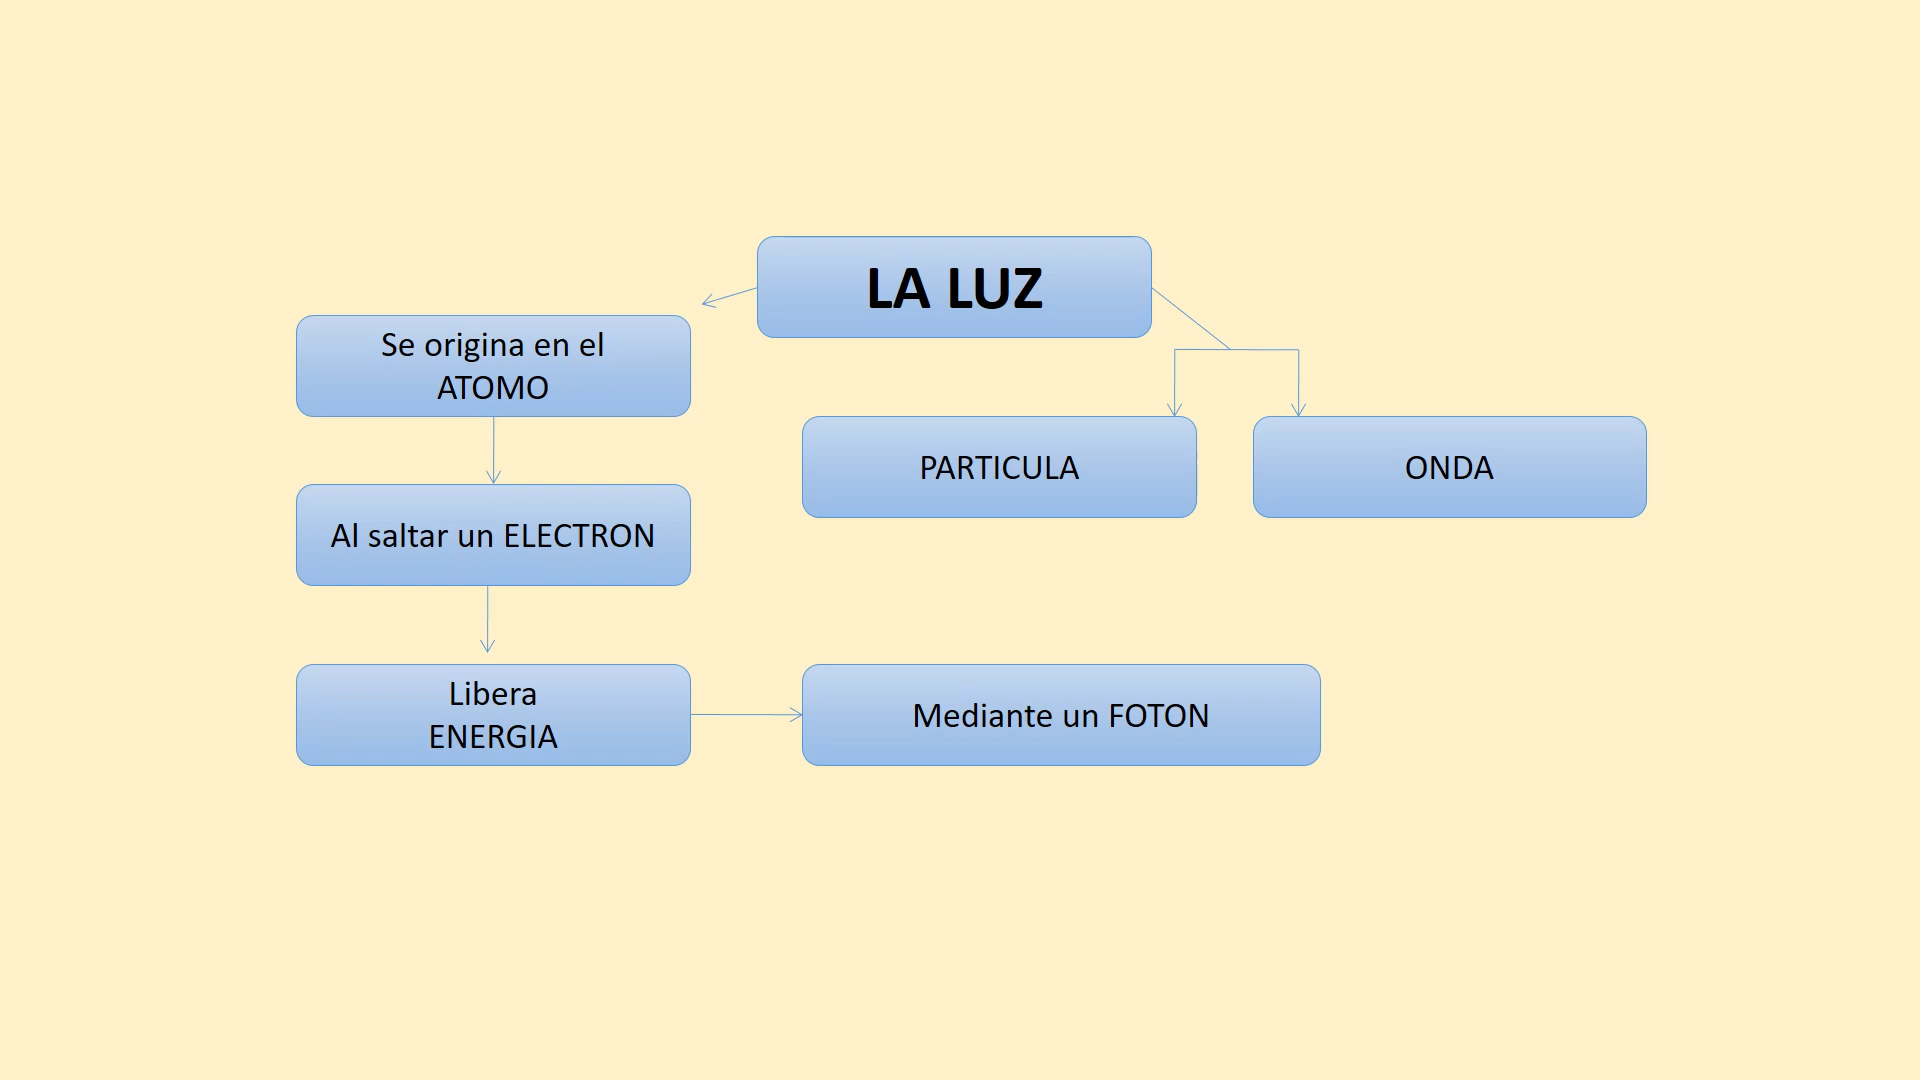 LA LUZ
Se origina en el
ATOMO
PARTICULA
ONDA
Al saltar un ELECTRON
Libera
ENERGIA
Mediante un FOTON